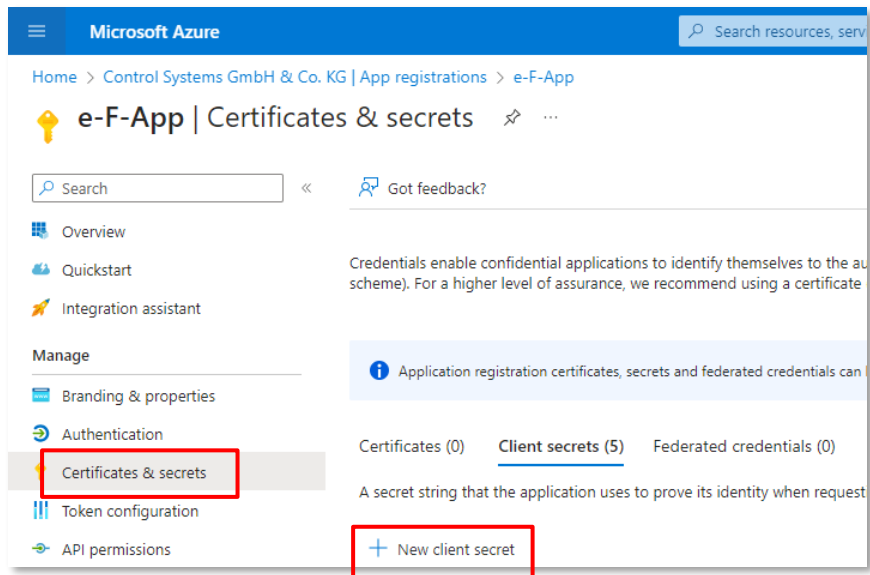 Microsoft Azure
Search resources, serv
Home > Control Systems GmbH & Co. KG | App registrations > e-F-App
e-F-App | Certificates & secrets
Search
Got feedback?
Overview
Quickstart
Integration assistant
Credentials enable confidential applications to identify themselves to the au
scheme). For a higher level of assurance, we recommend using a certificate
Manage
Application registration certificates, secrets and federated credentials can
Branding & properties
Authentication
Certificates & secrets
Token configuration
API permissions
Certificates (0) Client secrets (5) Federated credentials (0)
A secret string that the application uses to prove its identity when request
New client secret